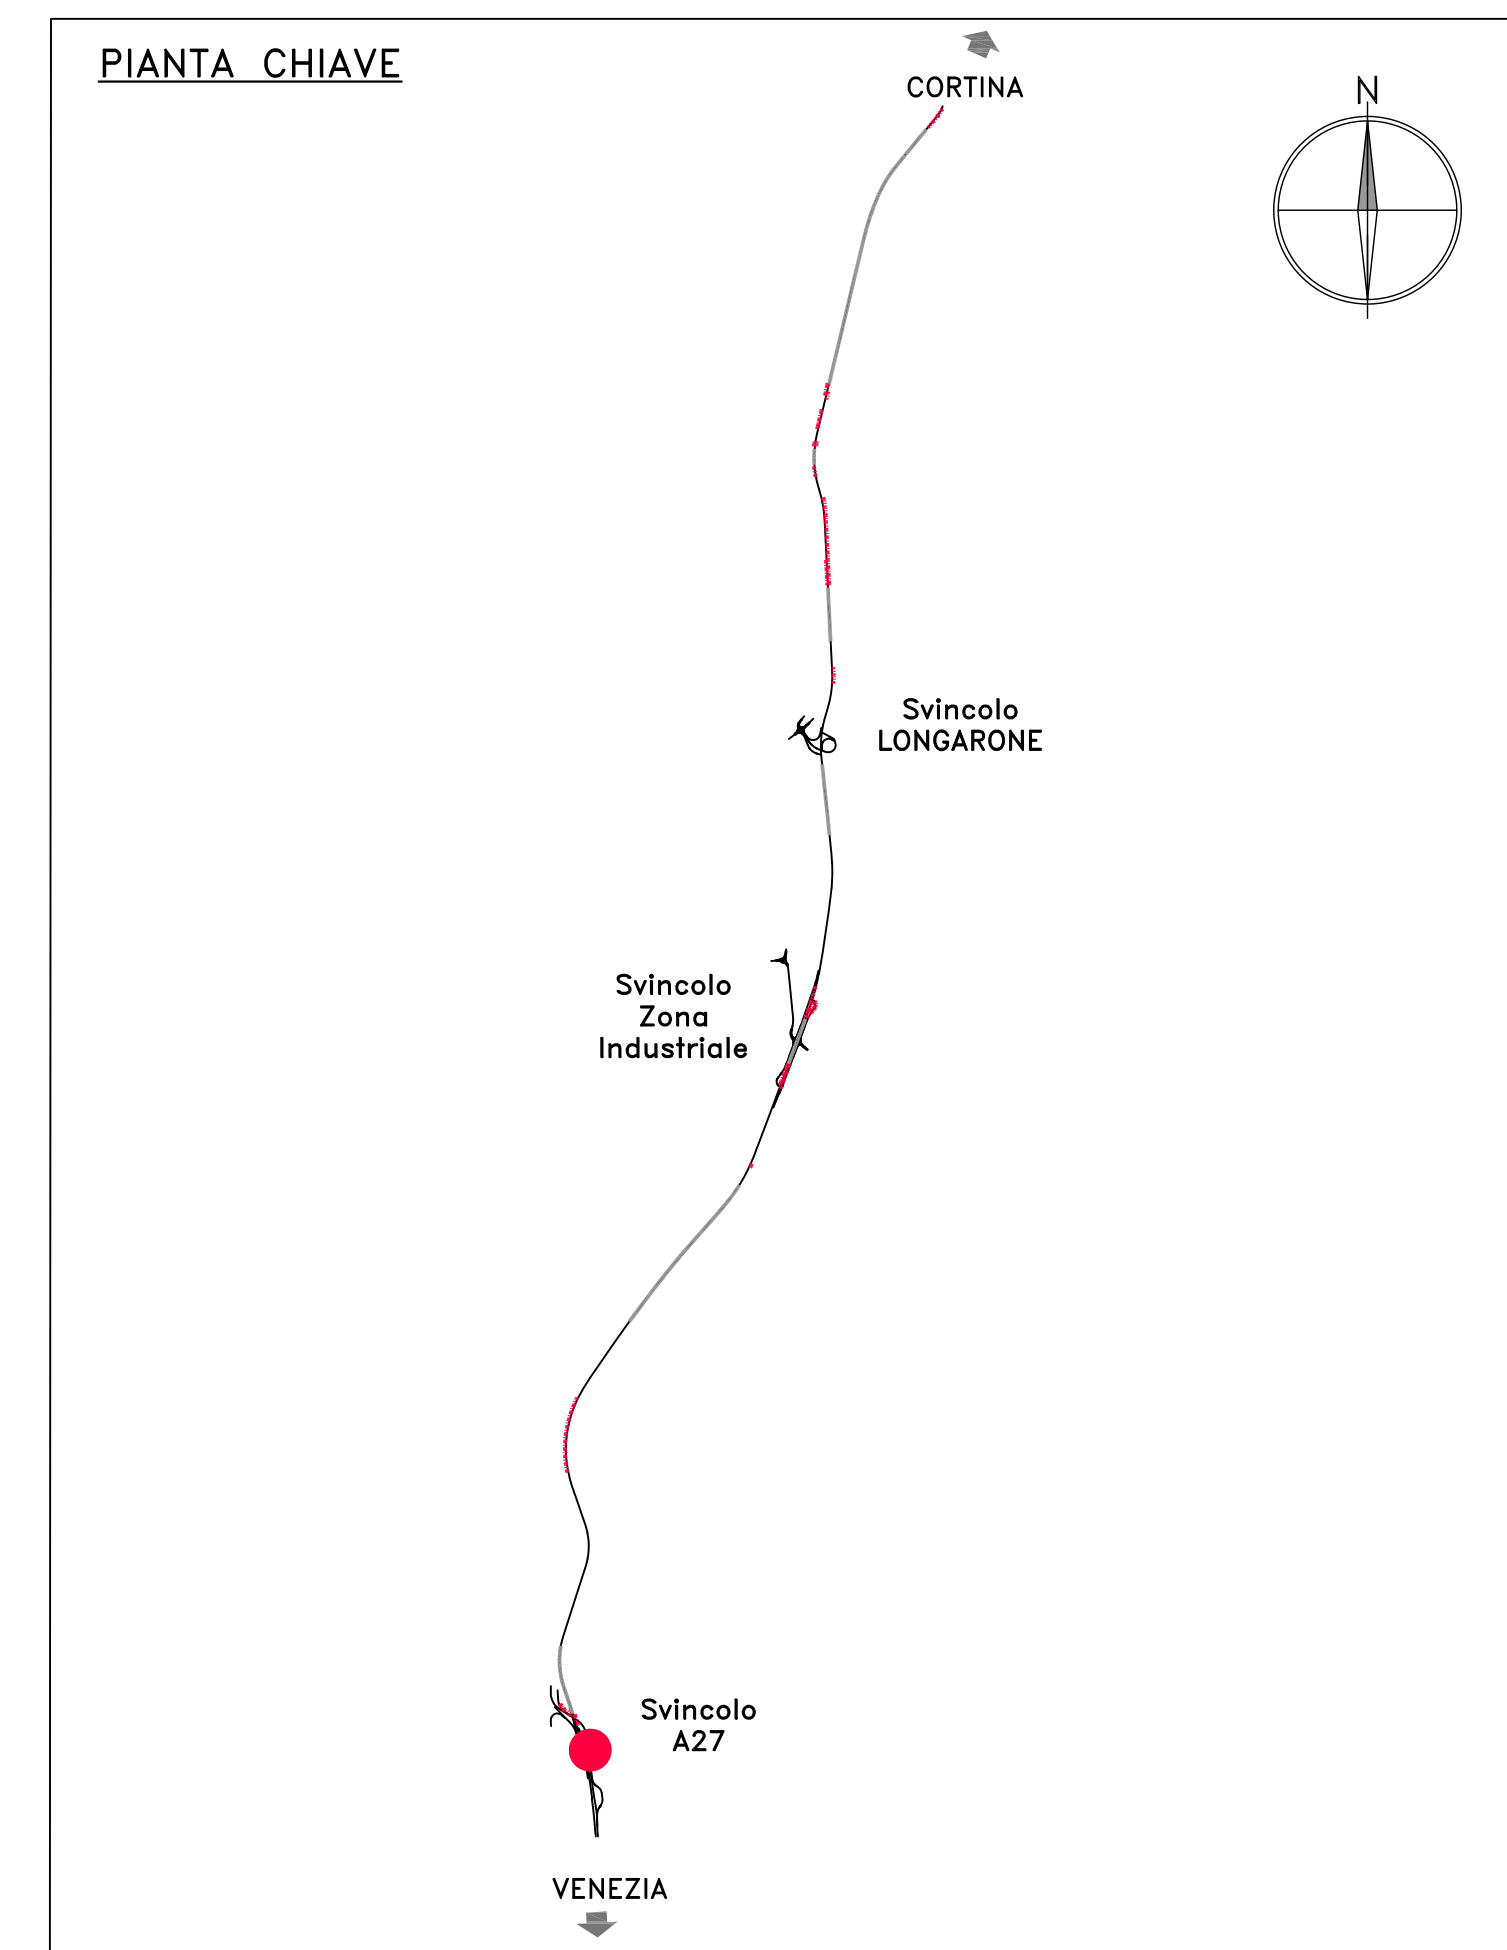 PIANTA CHIAVE
CORTINA
N
Svincolo
LONGARONE
Svincolo
Zona
Industriale
Svincolo
A27
VENEZIA